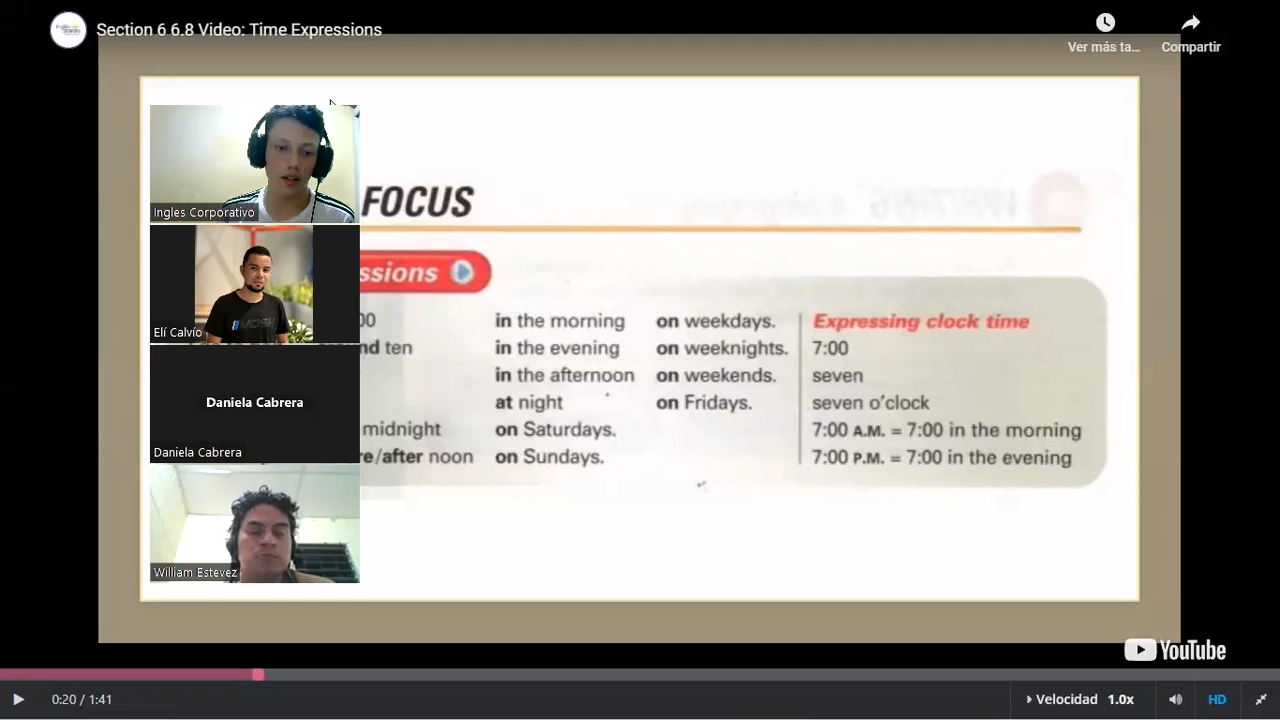 Section 6 6.8 Video: Time Expressions
Ver más ta...
Compartir
FOCUS
ssions
00
nd ten
midnight
re/after noon
in the morning
in the evening
in the afternoon
at night
on Saturdays.
on Sundays.
on weekdays.
on weeknights.
on weekends.
on Fridays.
Expressing clock time
7:00
seven
seven o'clock
7:00 A.M. = 7:00 in the morning
7:00 P.M. = 7:00 in the evening
Ingles Corporativo
Elí Calvío
Daniela Cabrera
Daniela Cabrera
William Estevez
YouTube
0:20 / 1:41
Velocidad 1.0x
HD